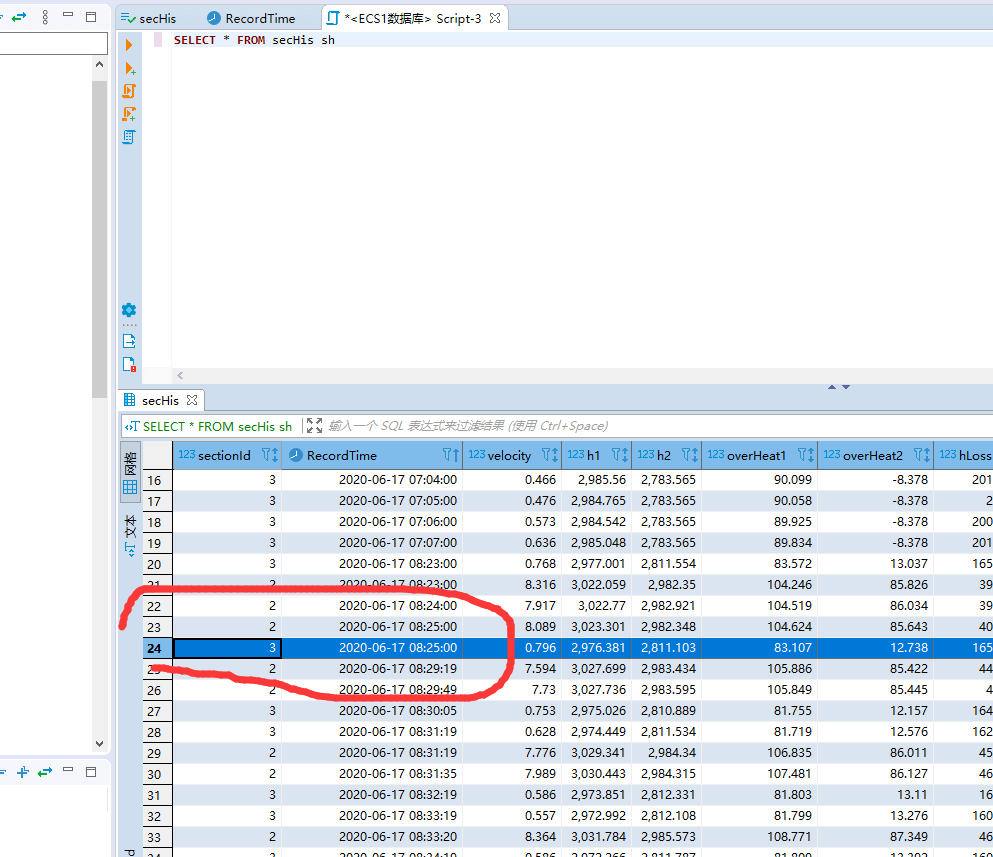 secHis RecordTime *<ECS1数据库> Script-3
SELECT * FROM secHis sh
secHis
SELECT * FROM secHis sh 输入一个 SQL 表达式来过滤结果 (使用 Ctrl+Space)
网格
文本
123 sectionId RecordTime 123 velocity 123 h1 123 h2 123 overHeat1 123 overHeat2 123 hLoss
16 3 2020-06-17 07:04:00 0.466 2,985.56 2,783.565 90.099 -8.378 201
17 3 2020-06-17 07:05:00 0.476 2,984.765 2,783.565 90.058 -8.378 2
18 3 2020-06-17 07:06:00 0.573 2,984.542 2,783.565 89.925 -8.378 200
19 3 2020-06-17 07:07:00 0.636 2,985.048 2,783.565 89.834 -8.378 201
20 3 2020-06-17 08:23:00 0.768 2,977.001 2,811.554 83.572 13.037 165
21 2 2020-06-17 08:23:00 8.316 3,022.059 2,982.35 104.246 85.826 39
22 2 2020-06-17 08:24:00 7.917 3,022.77 2,982.921 104.519 86.034 39
23 2 2020-06-17 08:25:00 8.089 3,023.301 2,982.348 104.624 85.643 40
24 3 2020-06-17 08:25:00 0.796 2,976.381 2,811.103 83.107 12.738 165
25 2 2020-06-17 08:29:19 7.594 3,027.699 2,983.434 105.886 85.422 44
26 2 2020-06-17 08:29:49 7.73 3,027.736 2,983.595 105.849 85.445 4
27 3 2020-06-17 08:30:05 0.753 2,975.026 2,810.889 81.755 12.157 164
28 3 2020-06-17 08:31:19 0.628 2,974.449 2,811.534 81.719 12.576 162
29 2 2020-06-17 08:31:19 7.776 3,029.341 2,984.34 106.835 86.011 45
30 2 2020-06-17 08:31:35 7.989 3,030.443 2,984.315 107.481 86.127 46
31 3 2020-06-17 08:32:19 0.586 2,973.851 2,812.331 81.803 13.11 16
32 3 2020-06-17 08:33:19 0.557 2,972.992 2,812.108 81.799 13.276 160
33 2 2020-06-17 08:33:20 8.364 3,031.784 2,985.573 108.771 87.349 46